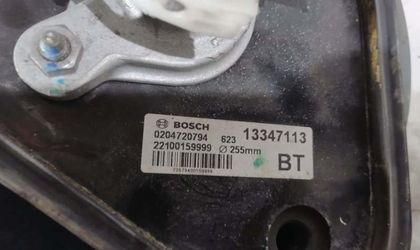 BOSCH
0204720794 623 13347113
22100159999 Ø 255mm BT